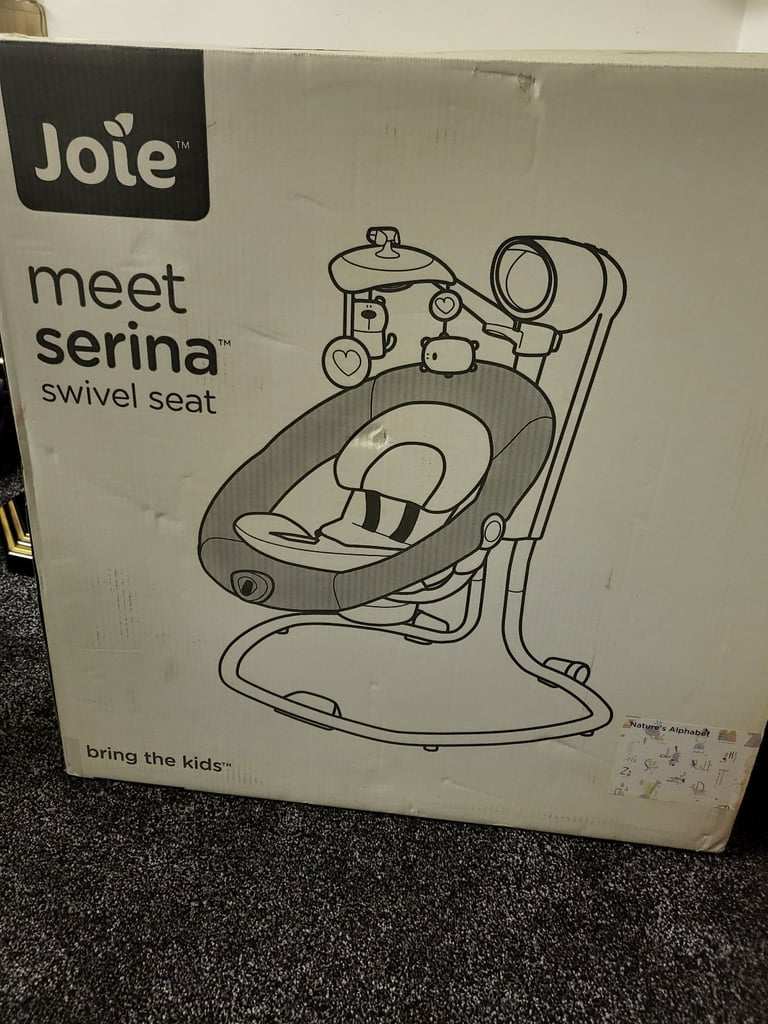 Joie™
meet
serina™
swivel seat
Nature's Alphabet
bring the kids™